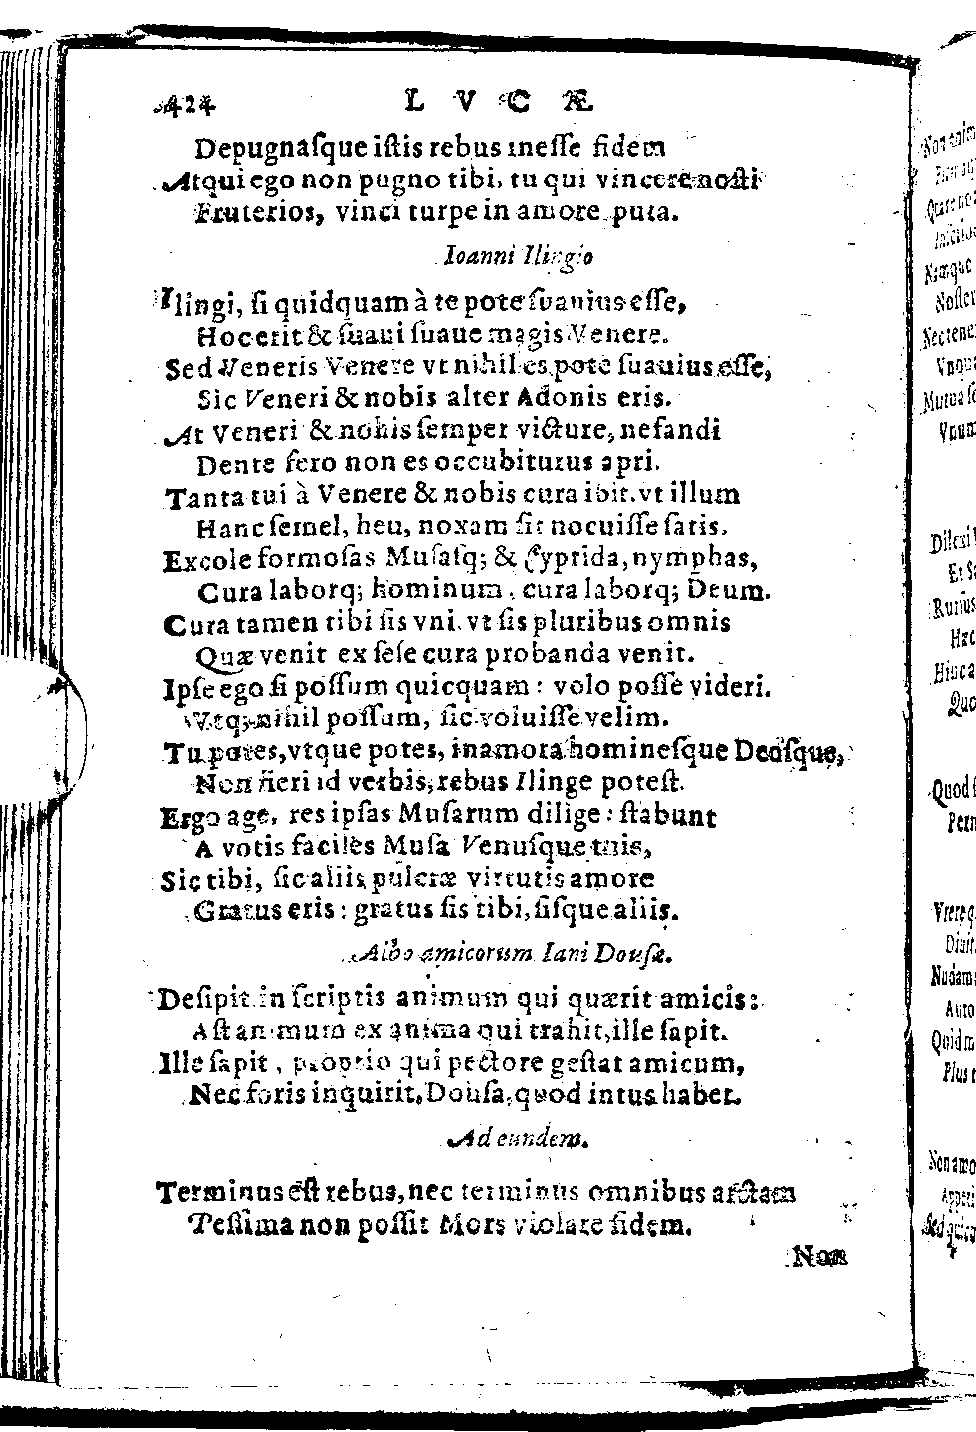 424 LVCÆ
Depugnaſque iſtis rebus ineſſe fidem
Atqui ego non pugno tibi, tu qui vincere noſti
Fruterios, vinci turpe in amore puta.
Ioanni Ilingio
Ilingi, ſi quidquam à te pote ſuauius eſſe,
Hoc erit & ſuaui ſuaue magis Venere.
Sed Veneris Venere vt nihil es pote ſuauius eſſe,
Sic Veneri & nobis alter Adonis eris.
At Veneri & nobis ſemper victure, nefandi
Dente fero non es occubiturus apri.
Tanta tui à Venere & nobis cura ibit, vt illum
Hanc ſemel, heu, noxam ſit nocuiſſe ſatis.
Excole formoſas Muſaſq; & Cyprida, nymphas,
Cura laborq; hominum, cura laborq; Deum.
Cura tamen tibi ſis vni, vt ſis pluribus omnis
Quæ venit ex ſeſe cura probanda venit.
Ipſe ego ſi poſſum quicquam: volo poſſe videri.
Vtq; nihil poſſum, ſic voluiſſe velim.
Tu potes, vtque potes, inamora homineſque Deoſque,
Non fieri id verbis, rebus Ilinge poteſt.
Ergo age, res ipſas Muſarum dilige: ſtabunt
A votis faciles Muſa Venuſque tuis,
Sic tibi, ſic aliis pulcræ virtutis amore
Gratus eris: gratus ſis tibi, ſiſque aliis.
Albo amicorum Iani Douſæ.
Deſipit in ſcriptis animum qui quærit amicis:
Aſt animum ex anima qui trahit, ille ſapit.
Ille ſapit, proprio qui pectore geſtat amicum,
Nec foris inquirit, Douſa, quod intus habet.
Ad eundem.
Terminus eſt rebus, nec terminus omnibus arctam
Peſſima non poſſit Mors violare fidem.
Non